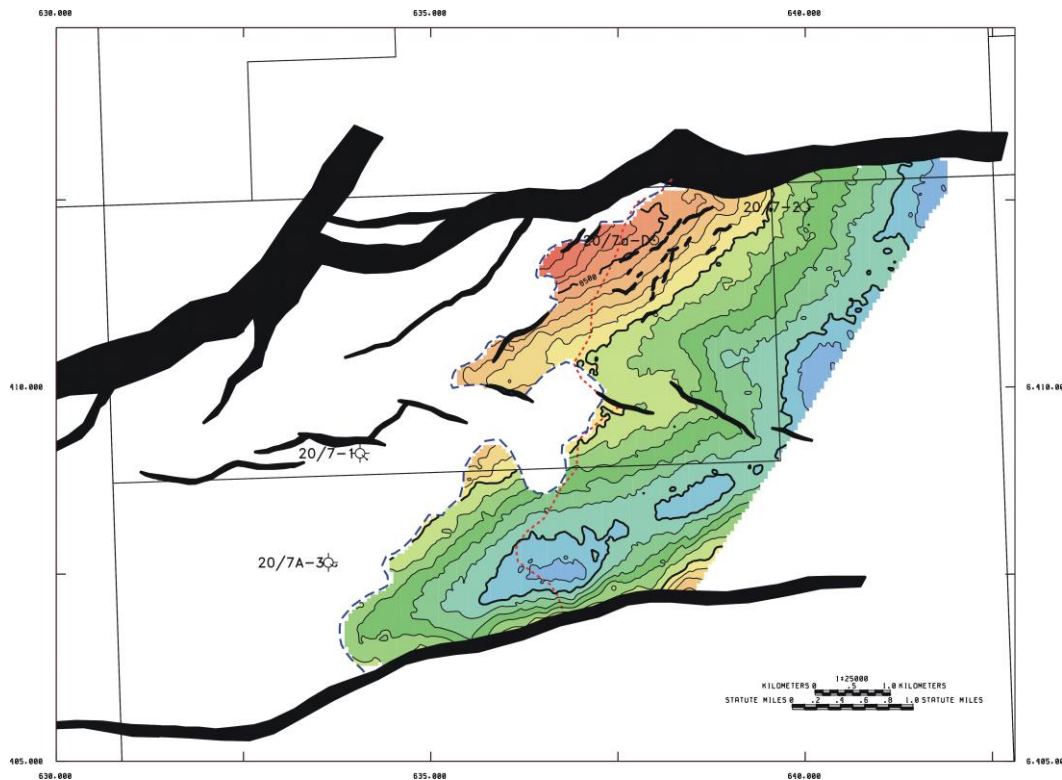 630.000 635.000 640.000
20/7-2
20/7a-D
8500
410.000 6.410.000
20/7-1
20/7A-3
1:25000
KILOMETERS 0 .5 1.0 KILOMETERS
STATUTE MILES 0 .2 .4 .6 .8 1.0 STATUTE MILES
405.000 6.405.000
630.000 635.000 640.000